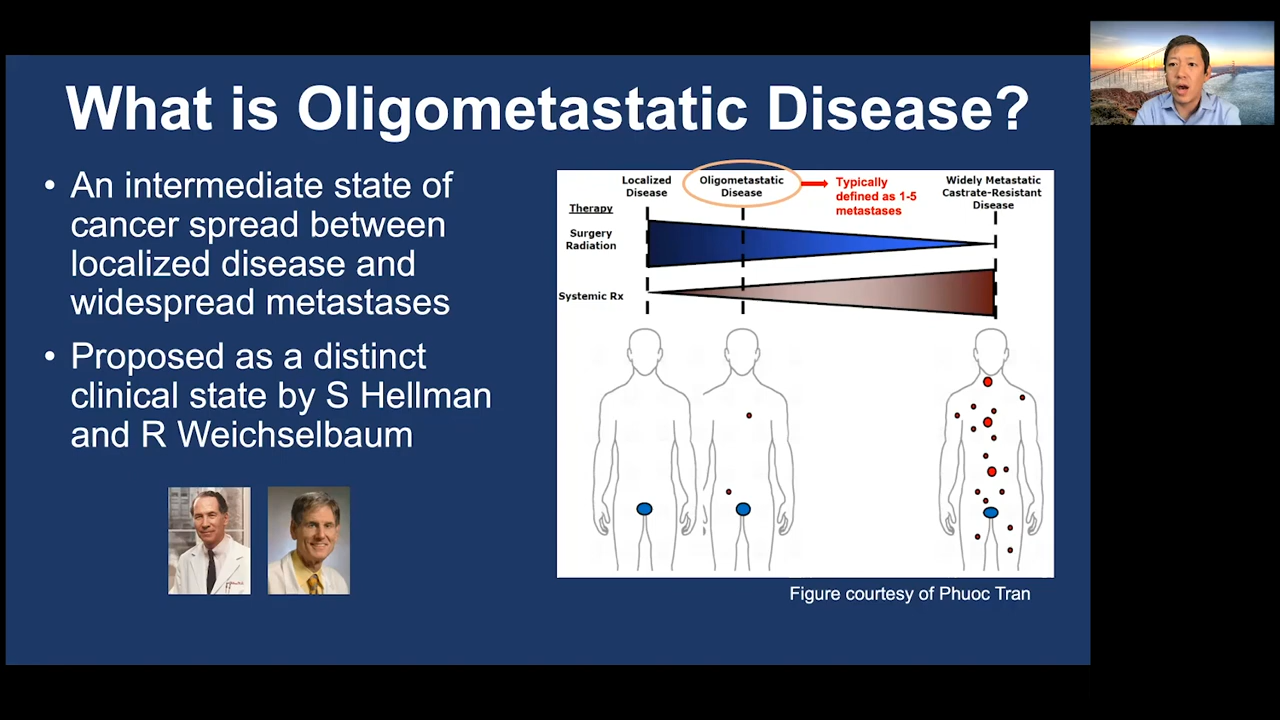 What is Oligometastatic Disease?
• An intermediate state of
cancer spread between
localized disease and
widespread metastases
• Proposed as a distinct
clinical state by S Hellman
and R Weichselbaum
Localized
Disease
Oligometastatic
Disease
Typically
defined as 1-5
metastases
Widely Metastatic
Castrate-Resistant
Disease
Therapy
Surgery
Radiation
Systemic Rx
Figure courtesy of Phuoc Tran